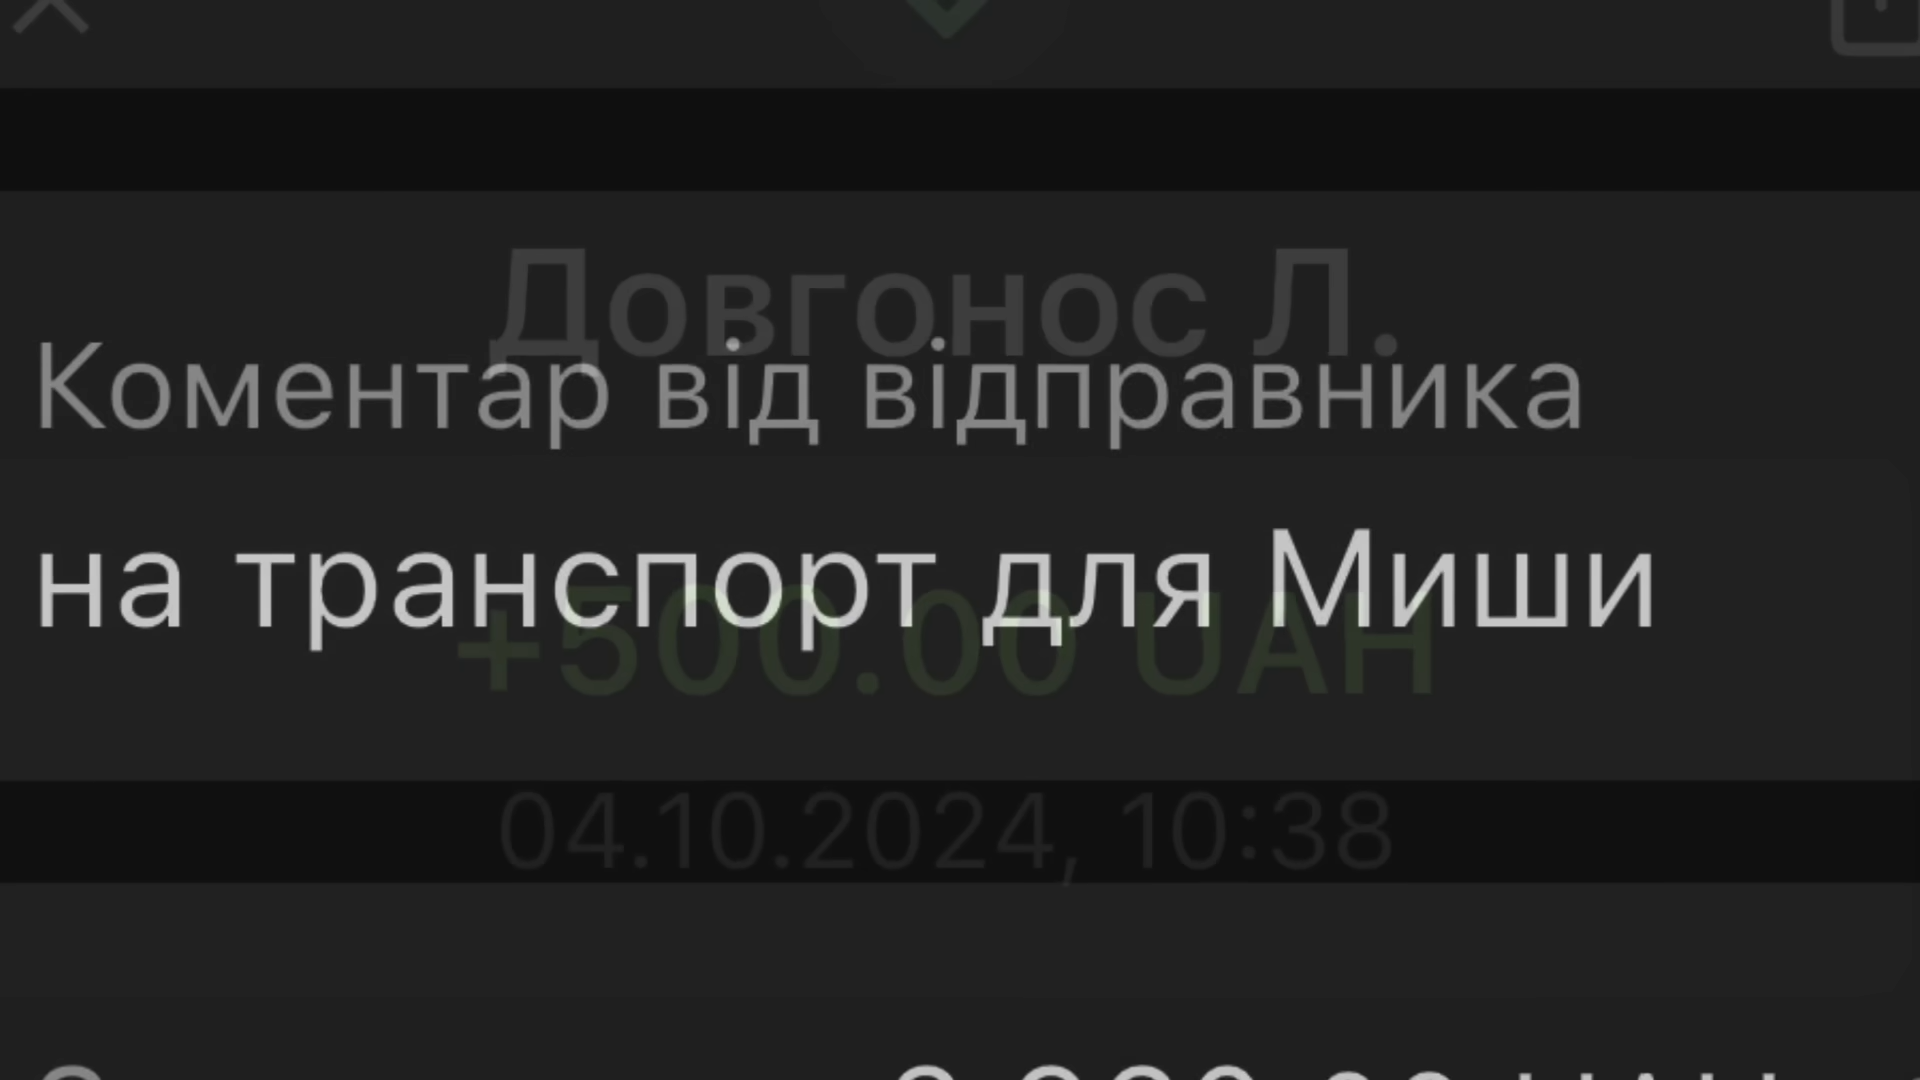 Довгонос Л.
Коментар від відправника
на транспорт для Миши
+500.00 UAH
04.10.2024, 10:38